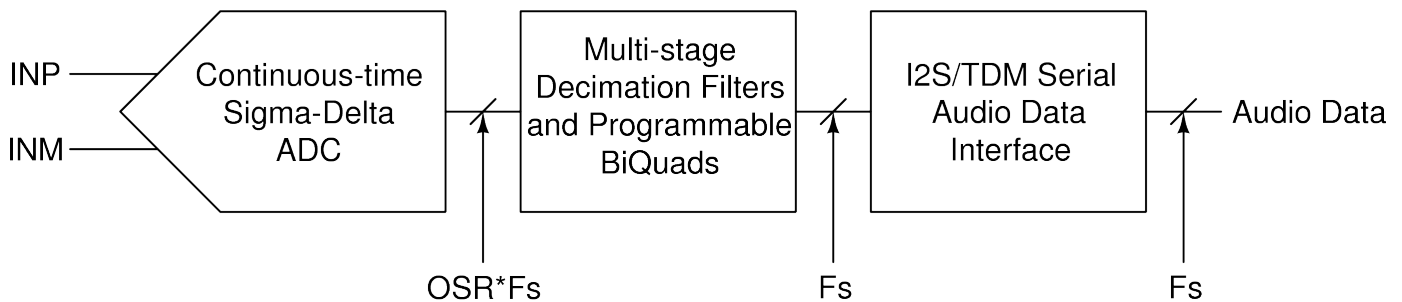 INP
INM
Continuous-time
Sigma-Delta
ADC
Multi-stage
Decimation Filters
and Programmable
BiQuads
I2S/TDM Serial
Audio Data
Interface
Audio Data
OSR*Fs
Fs
Fs